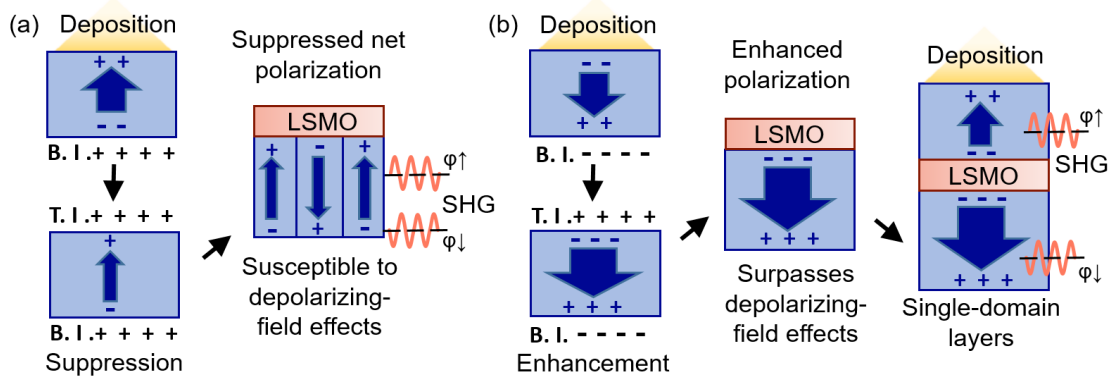 (a)
Deposition
+ +
- -
B. I .+ + + +
T. I .+ + + +
+
-
B. I .+ + + +
Suppression
Suppressed net
polarization
LSMO
+ - +
- + -
φ↑
SHG
φ↓
Susceptible to
depolarizing-
field effects
(b)
Deposition
- -
+ +
B. I. - - - -
T. I .+ + + +
- - -
+ + +
B. I. - - - -
Enhancement
Enhanced
polarization
LSMO
- - -
+ + +
Surpasses
depolarizing-
field effects
Deposition
+ +
- -
φ↑
SHG
LSMO
- - -
φ↓
+ + +
Single-domain
layers